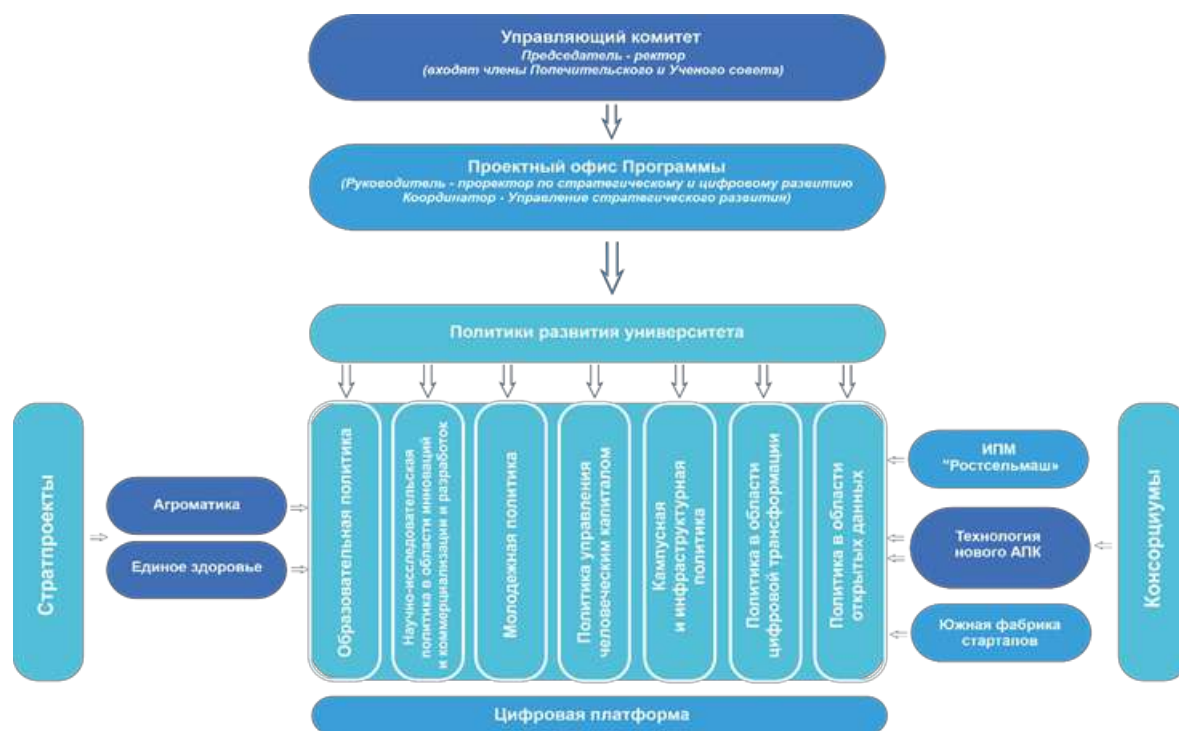 Управляющий комитет
Председатель - ректор
(входят члены Попечительского и Ученого совета)
Проектный офис Программы
(Руководитель - проректор по стратегическому и цифровому развитию
Координатор - Управление стратегического развития)
Политики развития университета
Стратпроекты
Агроматика
Единое здоровье
Образовательная политика
Научно-исследовательская
политика в области инноваций
и коммерциализации и разработок
Молодежная политика
Политика управления
человеческим капиталом
Кампусная
и инфраструктурная
политика
Политика в области
цифровой трансформации
Политика в области
открытых данных
ИПМ
"Ростсельмаш»
Технология
нового АПК
Южная фабрика
стартапов
Консорциумы
Цифровая платформа